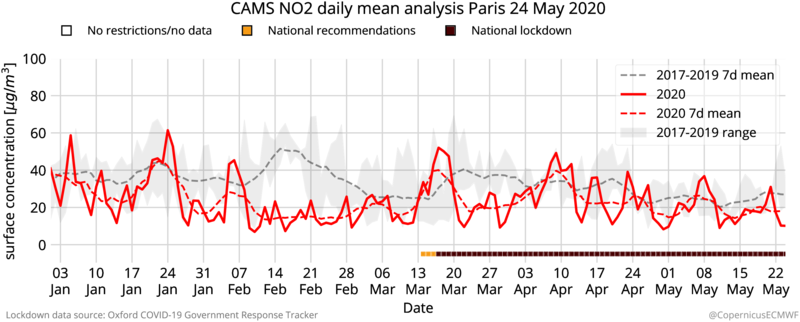 CAMS NO2 daily mean analysis Paris 24 May 2020
No restrictions/no data National recommendations National lockdown
surface concentration [μg/m³]
100
80
60
40
20
0
2017-2019 7d mean
2020
2020 7d mean
2017-2019 range
03 10 17 24 31 07 14 21 28 06 13 20 27 03 10 17 24 01 08 15 22
Jan Jan Jan Jan Jan Feb Feb Feb Feb Mar Mar Mar Mar Apr Apr Apr Apr May May May May
Date
Lockdown data source: Oxford COVID-19 Government Response Tracker
@CopernicusECMWF